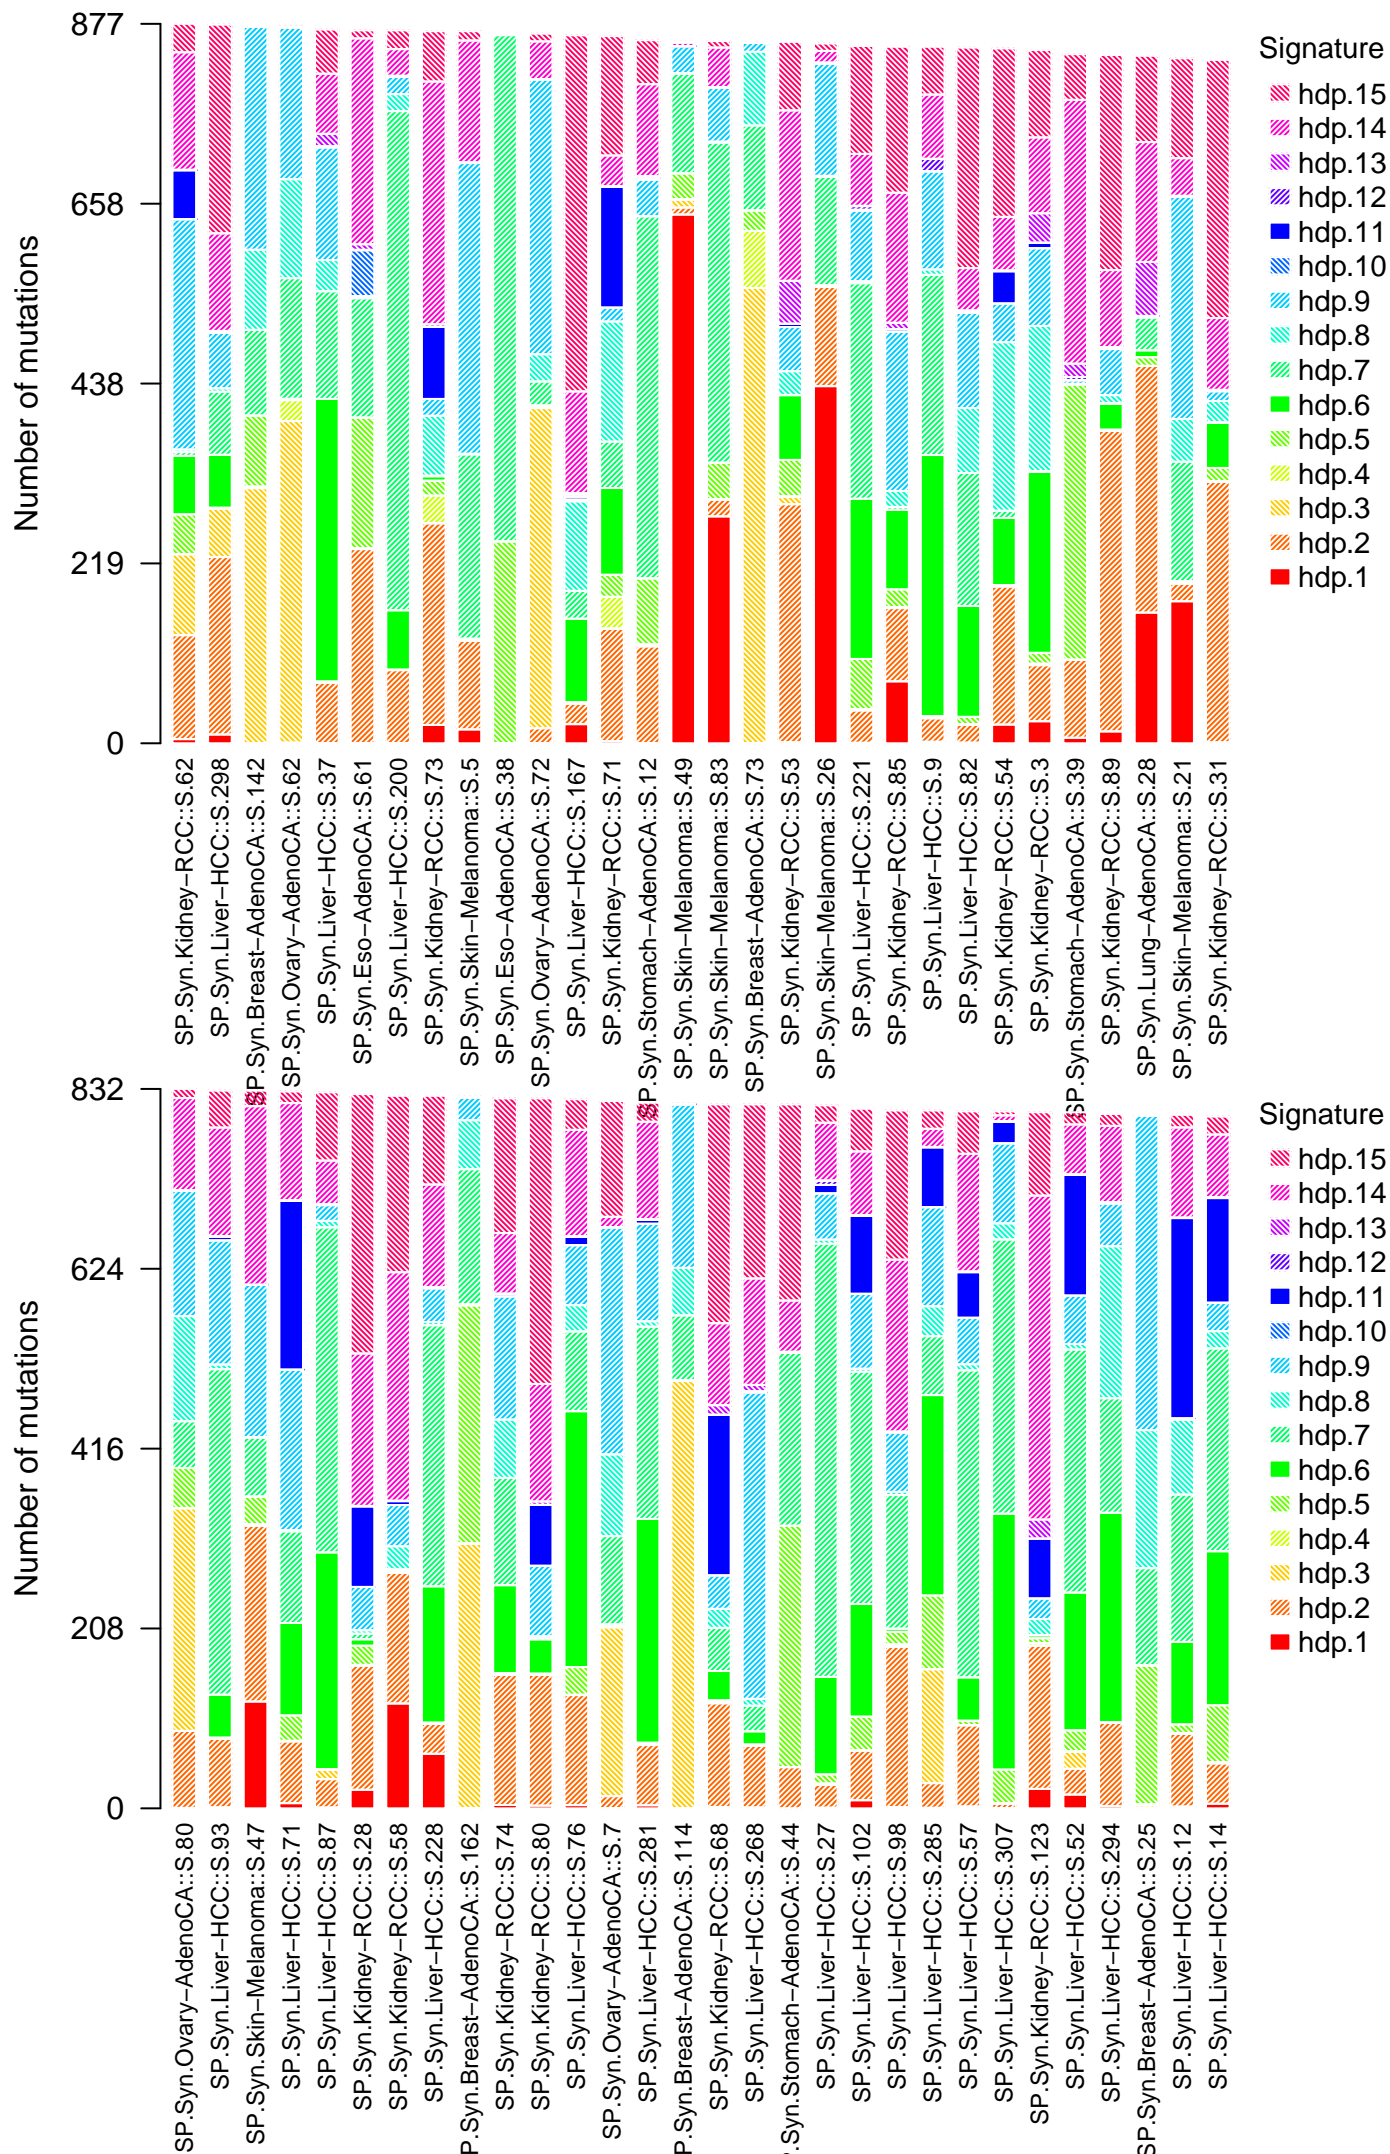 Number of mutations
877
658
438
219
0
Signature
hdp.15
hdp.14
hdp.13
hdp.12
hdp.11
hdp.10
hdp.9
hdp.8
hdp.7
hdp.6
hdp.5
hdp.4
hdp.3
hdp.2
hdp.1
SP.Syn.Kidney−RCC::S.62
SP.Syn.Liver−HCC::S.298
SP.Syn.Breast−AdenoCA::S.142
SP.Syn.Ovary−AdenoCA::S.62
SP.Syn.Liver−HCC::S.37
SP.Syn.Eso−AdenoCA::S.61
SP.Syn.Liver−HCC::S.200
SP.Syn.Kidney−RCC::S.73
SP.Syn.Skin−Melanoma::S.5
SP.Syn.Eso−AdenoCA::S.38
SP.Syn.Ovary−AdenoCA::S.72
SP.Syn.Liver−HCC::S.167
SP.Syn.Kidney−RCC::S.71
SP.Syn.Stomach−AdenoCA::S.12
SP.Syn.Skin−Melanoma::S.49
SP.Syn.Skin−Melanoma::S.83
SP.Syn.Breast−AdenoCA::S.73
SP.Syn.Kidney−RCC::S.53
SP.Syn.Skin−Melanoma::S.26
SP.Syn.Liver−HCC::S.221
SP.Syn.Kidney−RCC::S.85
SP.Syn.Liver−HCC::S.9
SP.Syn.Liver−HCC::S.82
SP.Syn.Kidney−RCC::S.54
SP.Syn.Kidney−RCC::S.3
SP.Syn.Stomach−AdenoCA::S.39
SP.Syn.Kidney−RCC::S.89
SP.Syn.Lung−AdenoCA::S.28
SP.Syn.Skin−Melanoma::S.21
SP.Syn.Kidney−RCC::S.31
Number of mutations
832
624
416
208
0
Signature
hdp.15
hdp.14
hdp.13
hdp.12
hdp.11
hdp.10
hdp.9
hdp.8
hdp.7
hdp.6
hdp.5
hdp.4
hdp.3
hdp.2
hdp.1
SP.Syn.Ovary−AdenoCA::S.80
SP.Syn.Liver−HCC::S.93
SP.Syn.Skin−Melanoma::S.47
SP.Syn.Liver−HCC::S.71
SP.Syn.Liver−HCC::S.87
SP.Syn.Kidney−RCC::S.28
SP.Syn.Kidney−RCC::S.58
SP.Syn.Liver−HCC::S.228
SP.Syn.Breast−AdenoCA::S.162
SP.Syn.Kidney−RCC::S.74
SP.Syn.Kidney−RCC::S.80
SP.Syn.Liver−HCC::S.76
SP.Syn.Ovary−AdenoCA::S.7
SP.Syn.Liver−HCC::S.281
P.Syn.Breast−AdenoCA::S.114
SP.Syn.Kidney−RCC::S.68
SP.Syn.Liver−HCC::S.268
.Syn.Stomach−AdenoCA::S.44
SP.Syn.Liver−HCC::S.27
SP.Syn.Liver−HCC::S.102
SP.Syn.Liver−HCC::S.98
SP.Syn.Liver−HCC::S.285
SP.Syn.Liver−HCC::S.57
SP.Syn.Liver−HCC::S.307
SP.Syn.Kidney−RCC::S.123
SP.Syn.Liver−HCC::S.52
SP.Syn.Liver−HCC::S.294
SP.Syn.Breast−AdenoCA::S.25
SP.Syn.Liver−HCC::S.12
SP.Syn.Liver−HCC::S.14